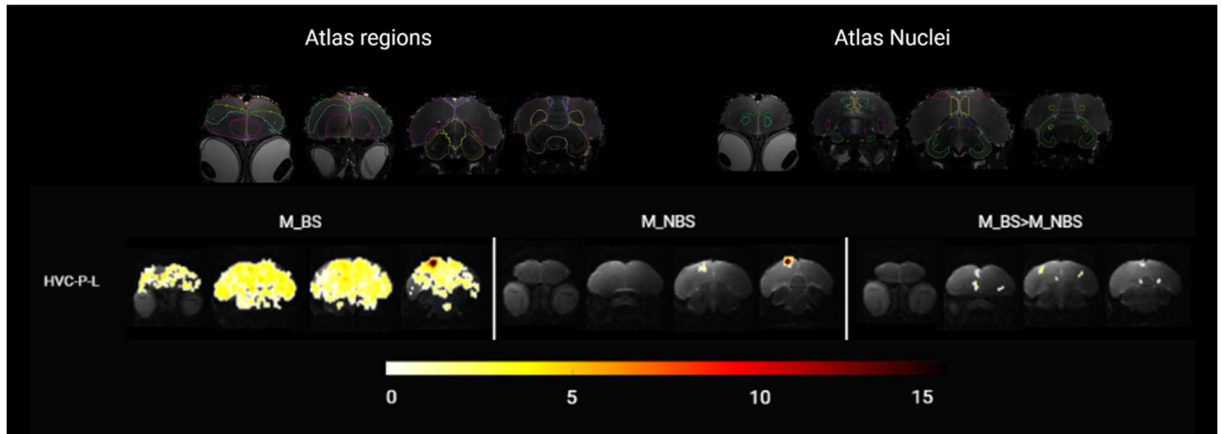 Atlas regions
Atlas Nuclei
M_BS
M_NBS
M_BS>M_NBS
HVC-P-L
0
5
10
15